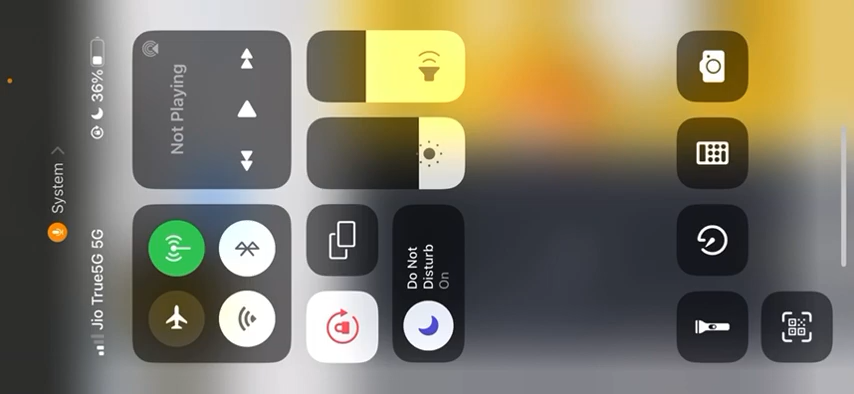 System
Jio True5G 5G
36%
Not Playing
Do Not
Disturb
On